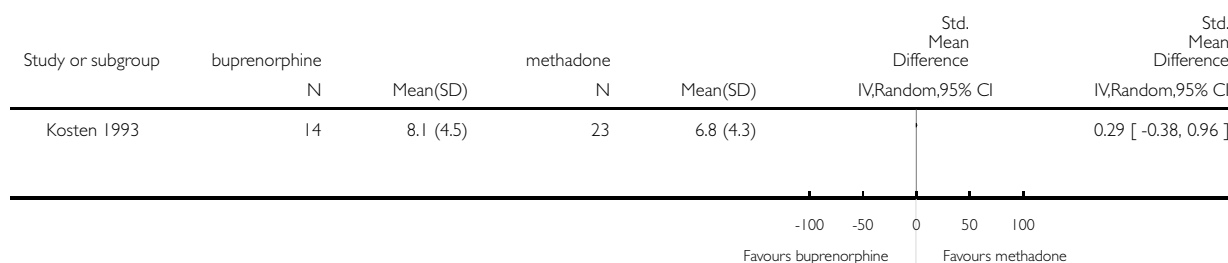 Std. Std.
Mean Mean
Study or subgroup buprenorphine methadone Difference Difference
N Mean(SD) N Mean(SD) IV,Random,95% CI IV,Random,95% CI
Kosten 1993 14 8.1 (4.5) 23 6.8 (4.3) 0.29 [ -0.38, 0.96 ]
-100 -50 0 50 100
Favours buprenorphine Favours methadone